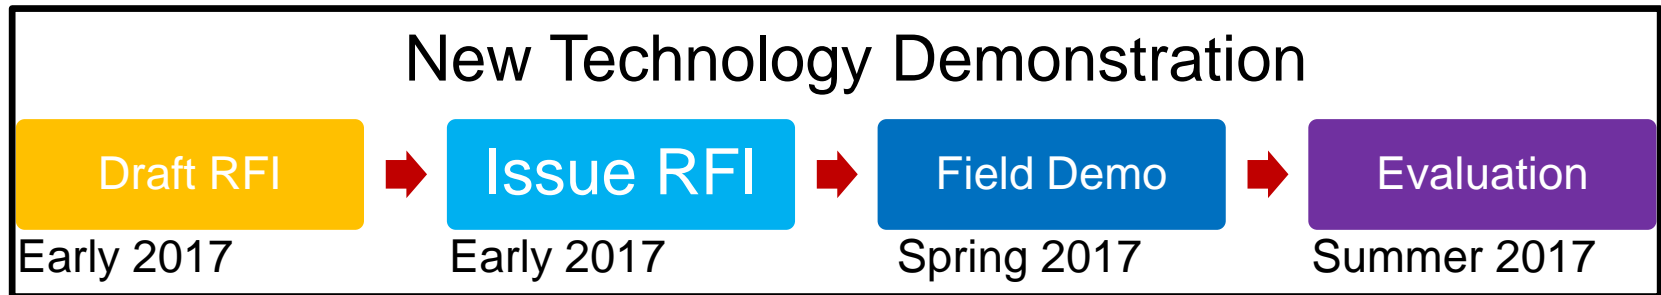 New Technology Demonstration
Draft RFI
Issue RFI
Field Demo
Evaluation
Early 2017
Early 2017
Spring 2017
Summer 2017